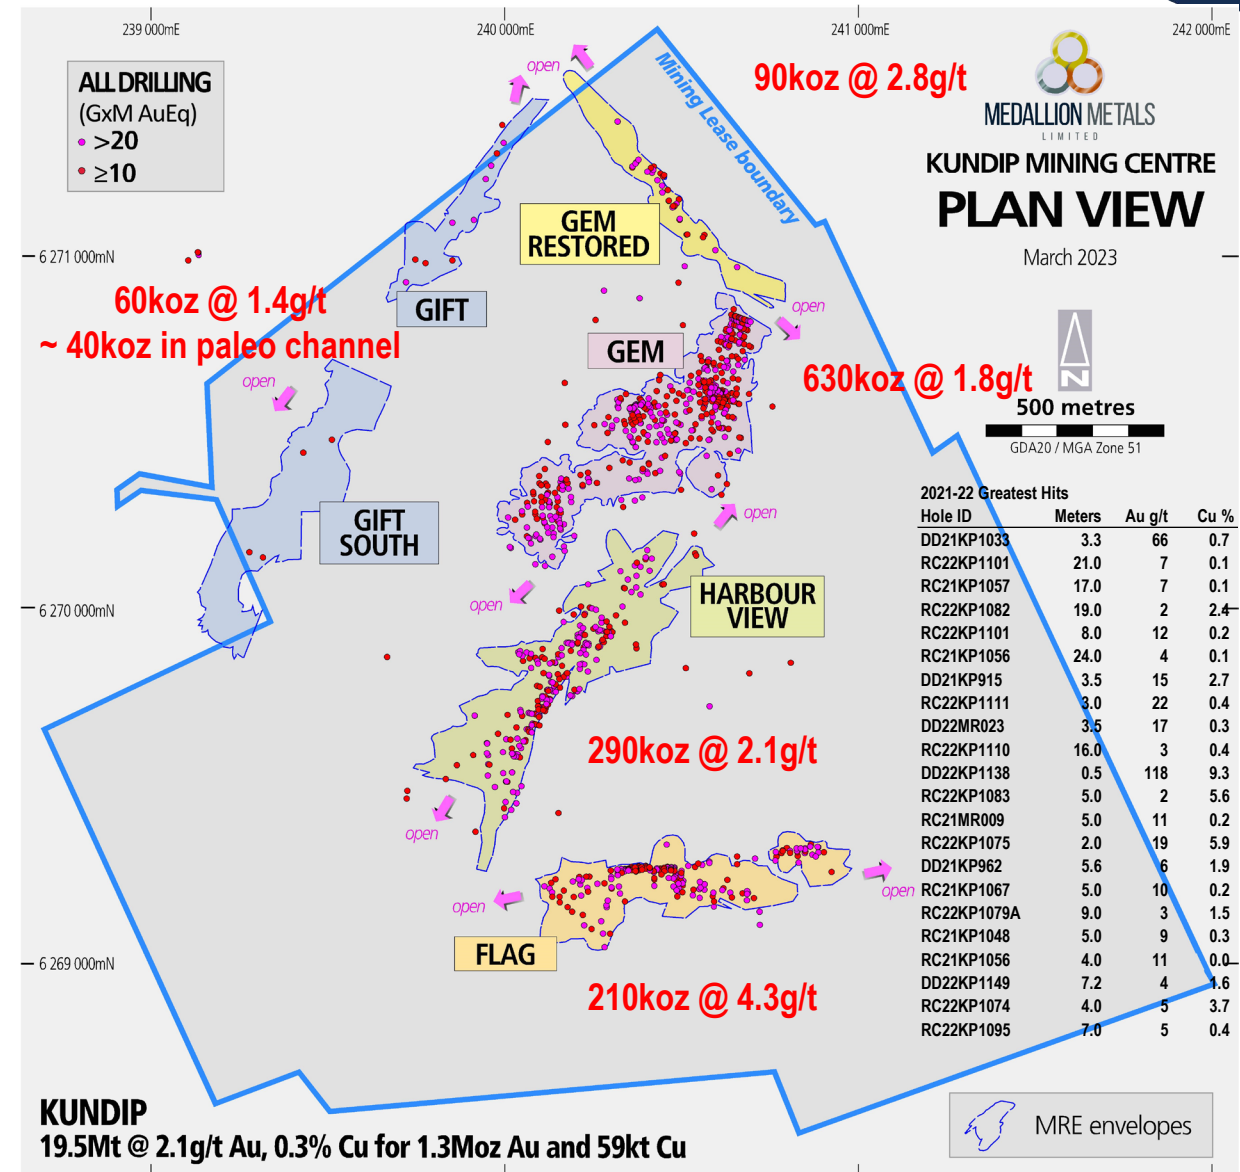 239 000mE
240 000mE
241 000mE
242 000mE
ALL DRILLING
(GxM AuEq)
>20
≥10
open
Mining Lease boundary
90koz @ 2.8g/t
MEDALLION METALS
LIMITED
KUNDIP MINING CENTRE
PLAN VIEW
March 2023
GEM
RESTORED
6 271 000mN
60koz @ 1.4g/t
~ 40koz in paleo channel
GIFT
open
GEM
open
630koz @ 1.8g/t
N
500 metres
GDA20 / MGA Zone 51
GIFT
SOUTH
open
open
6 270 000mN
HARBOUR
VIEW
290koz @ 2.1g/t
open
open
open
FLAG
6 269 000mN
210koz @ 4.3g/t
2021-22 Greatest Hits
Hole ID Meters Au g/t Cu %
DD21KP1033 3.3 66 0.7
RC22KP1101 21.0 7 0.1
RC21KP1057 17.0 7 0.1
RC22KP1082 19.0 2 2.4
RC22KP1101 8.0 12 0.2
RC21KP1056 24.0 4 0.1
DD21KP915 3.5 15 2.7
RC22KP1111 3.0 22 0.4
DD22MR023 3.5 17 0.3
RC22KP1110 16.0 3 0.4
DD22KP1138 0.5 118 9.3
RC22KP1083 5.0 2 5.6
RC21MR009 5.0 11 0.2
RC22KP1075 2.0 19 5.9
DD21KP962 5.6 6 1.9
RC21KP1067 5.0 10 0.2
RC22KP1079A 9.0 3 1.5
RC21KP1048 5.0 9 0.3
RC21KP1056 4.0 11 0.0
DD22KP1149 7.2 4 1.6
RC22KP1074 4.0 5 3.7
RC22KP1095 7.0 5 0.4
KUNDIP
19.5Mt @ 2.1g/t Au, 0.3% Cu for 1.3Moz Au and 59kt Cu
MRE envelopes